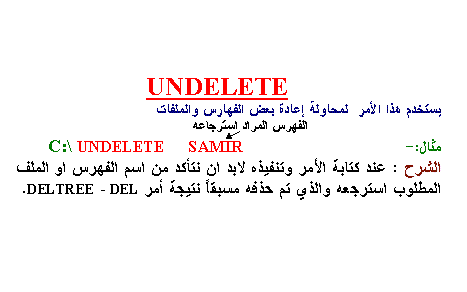 UNDELETE
يستخدم هذا الأمر لمحاولة إعادة بعض الفهارس والملفات
الفهرس المراد إسترجاعه
مثال:-
C:\ UNDELETE SAMIR
الشرح : عند كتابة الأمر وتنفيذه لابد ان نتأكد من اسم الفهرس او الملف
المطلوب استرجعه والذي تم حذفه مسبقاً نتيجة أمر DELTREE - DEL.